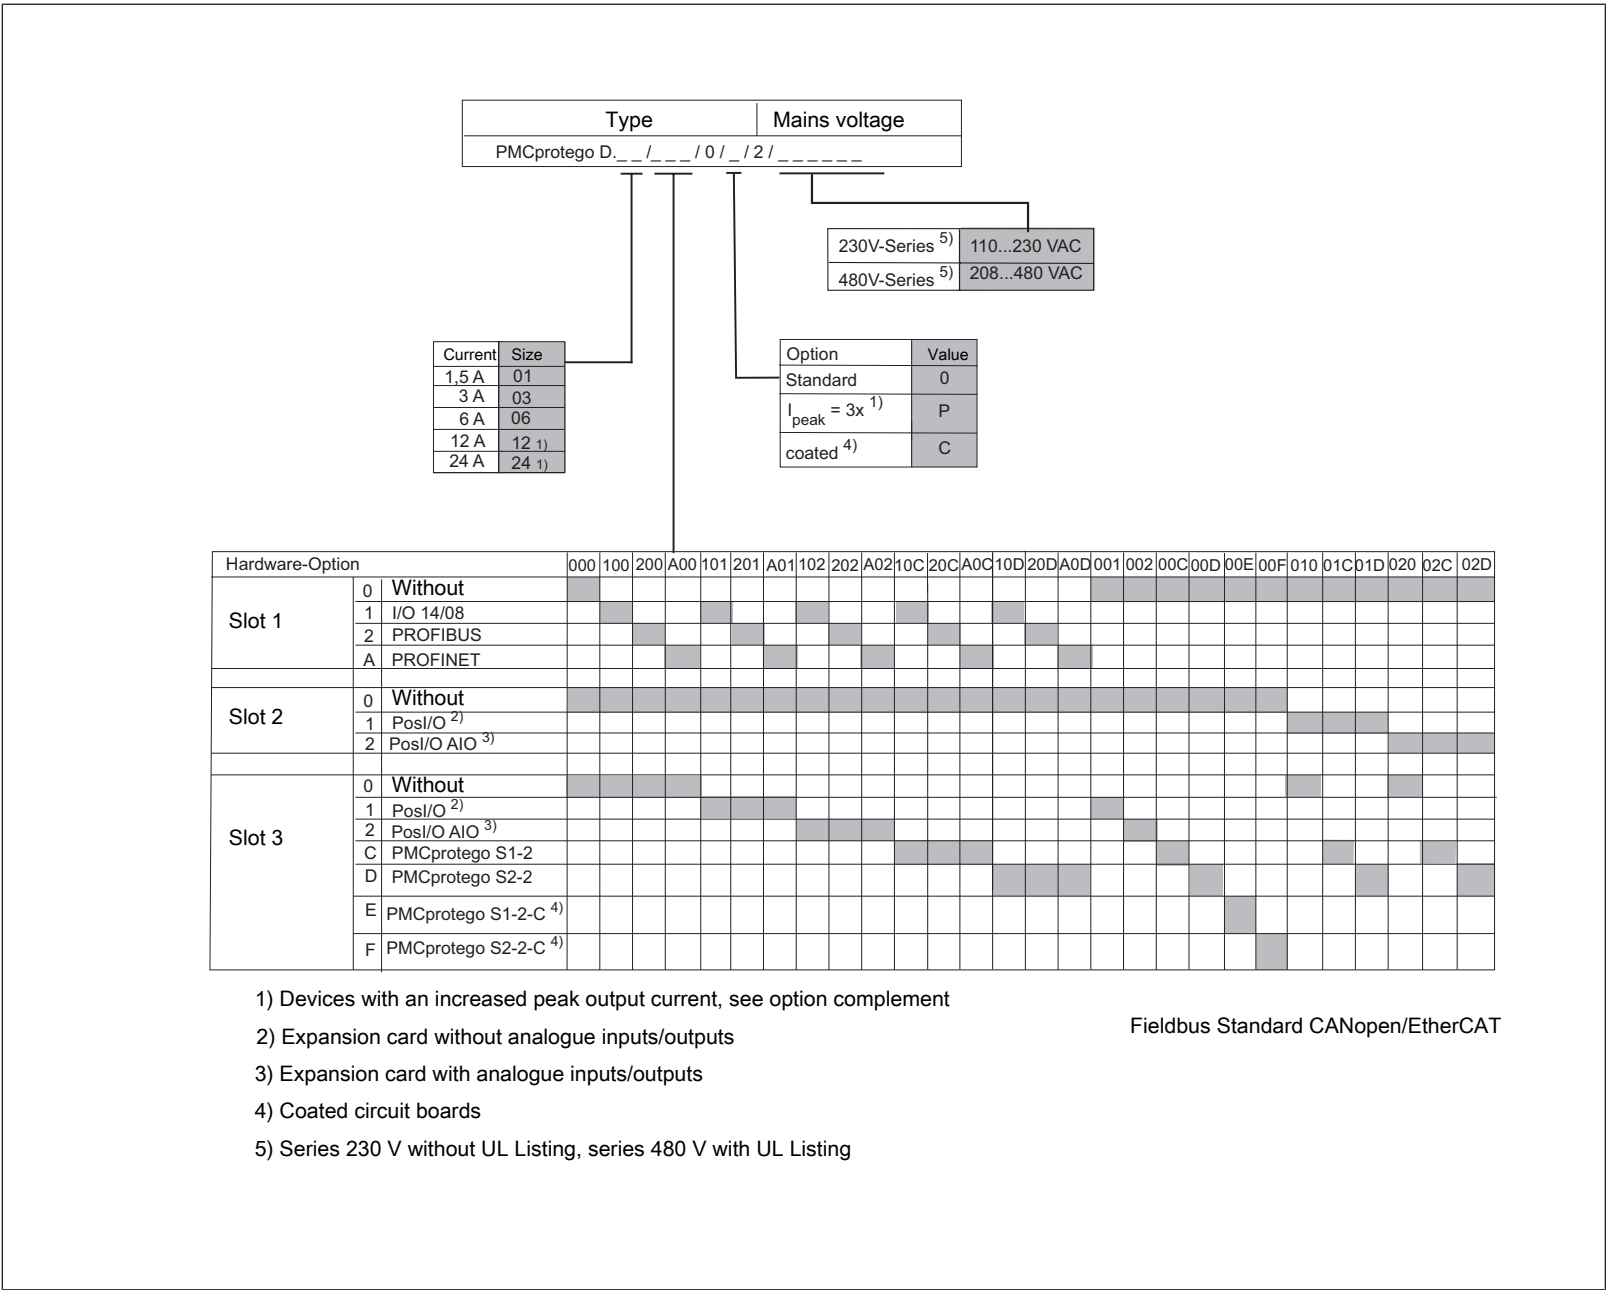 Type Mains voltage
PMCprotego D._ _ /_ _ _ / 0 / _ / 2 / _ _ _ _ _ _
230V-Series 5) 110...230 VAC
480V-Series 5) 208...480 VAC
Current Size
1,5 A 01
3 A 03
6 A 06
12 A 12 1)
24 A 24 1)
Option Value
Standard 0
Ipeak = 3x 1) P
coated 4) C
Hardware-Option 000 100 200 A00 101 201 A01 102 202 A02 10C 20C A0C 10D 20D A0D 001 002 00C 00D 00E 00F 010 01C 01D 020 02C 02D
Slot 1
0 Without
1 I/O 14/08
2 PROFIBUS
A PROFINET
Slot 2
0 Without
1 PosI/O 2)
2 PosI/O AIO 3)
Slot 3
0 Without
1 PosI/O 2)
2 PosI/O AIO 3)
C PMCprotego S1-2
D PMCprotego S2-2
E PMCprotego S1-2-C 4)
F PMCprotego S2-2-C 4)
1) Devices with an increased peak output current, see option complement
2) Expansion card without analogue inputs/outputs
3) Expansion card with analogue inputs/outputs
4) Coated circuit boards
5) Series 230 V without UL Listing, series 480 V with UL Listing
Fieldbus Standard CANopen/EtherCAT